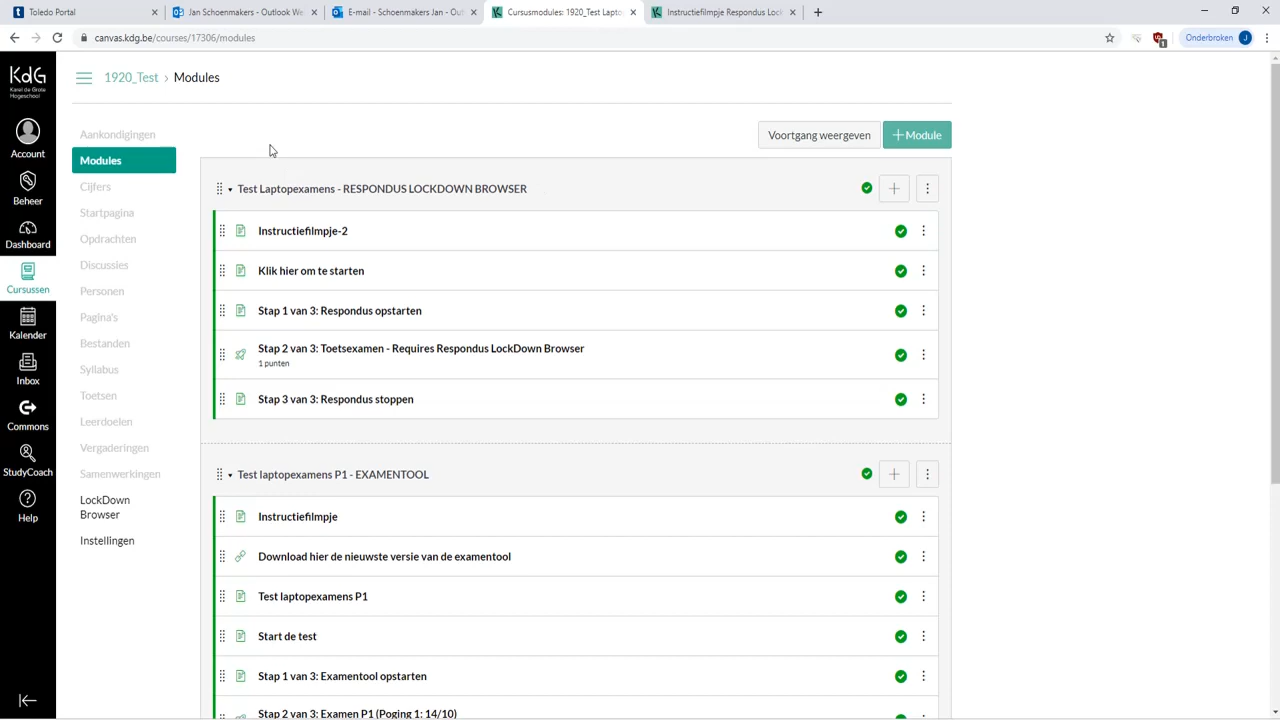 Toledo Portal
Jan Schoenmakers - Outlook We
E-mail - Schoenmakers Jan - Ou
Cursusmodules: 1920_Test Lapto
Instructiefilmpje Respondus Lock
canvas.kdg.be/courses/17306/modules
1
Onderbroken
J
KdG
Karel de Grote
Hogeschool
Account
Beheer
Dashboard
Cursussen
Kalender
Inbox
Commons
StudyCoach
Help
1920_Test › Modules
Aankondigingen
Modules
Cijfers
Startpagina
Opdrachten
Discussies
Personen
Pagina's
Bestanden
Syllabus
Toetsen
Leerdoelen
Vergaderingen
Samenwerkingen
LockDown
Browser
Instellingen
Voortgang weergeven
+ Module
Test Laptopexamens - RESPONDUS LOCKDOWN BROWSER
Instructiefilmpje-2
Klik hier om te starten
Stap 1 van 3: Respondus opstarten
Stap 2 van 3: Toetsexamen - Requires Respondus LockDown Browser
1 punten
Stap 3 van 3: Respondus stoppen
Test laptopexamens P1 - EXAMENTOOL
Instructiefilmpje
Download hier de nieuwste versie van de examentool
Test laptopexamens P1
Start de test
Stap 1 van 3: Examentool opstarten
Stap 2 van 3: Examen P1 (Poging 1: 14/10)